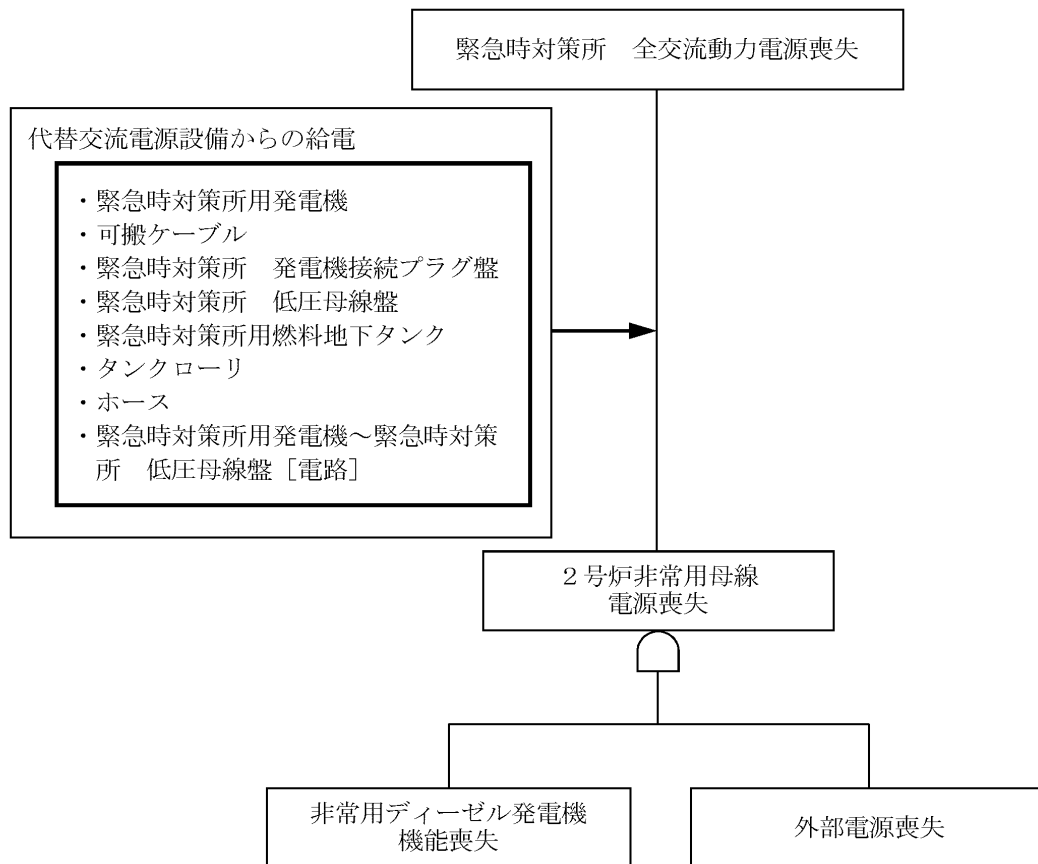 緊急時対策所　全交流動力電源喪失
代替交流電源設備からの給電
・緊急時対策所用発電機
・可搬ケーブル
・緊急時対策所　発電機接続プラグ盤
・緊急時対策所　低圧母線盤
・緊急時対策所用燃料地下タンク
・タンクローリ
・ホース
・緊急時対策所用発電機～緊急時対策
所　低圧母線盤［電路］
２号炉非常用母線
電源喪失
非常用ディーゼル発電機
機能喪失
外部電源喪失